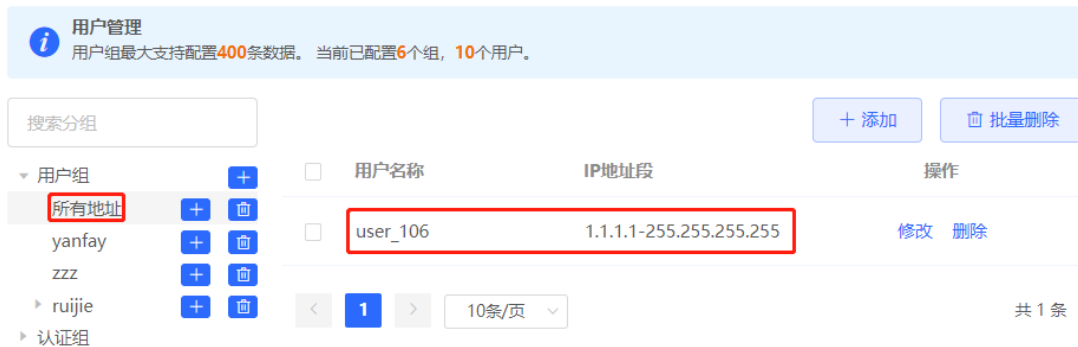 用户管理
用户组最大支持配置400条数据。 当前已配置6个组，10个用户。
搜索分组
+ 添加
批量删除
用户组
所有地址
yanfay
zzz
ruijie
认证组
用户名称 IP地址段 操作
user_106 1.1.1.1-255.255.255.255 修改 删除
1 10条/页 共 1 条